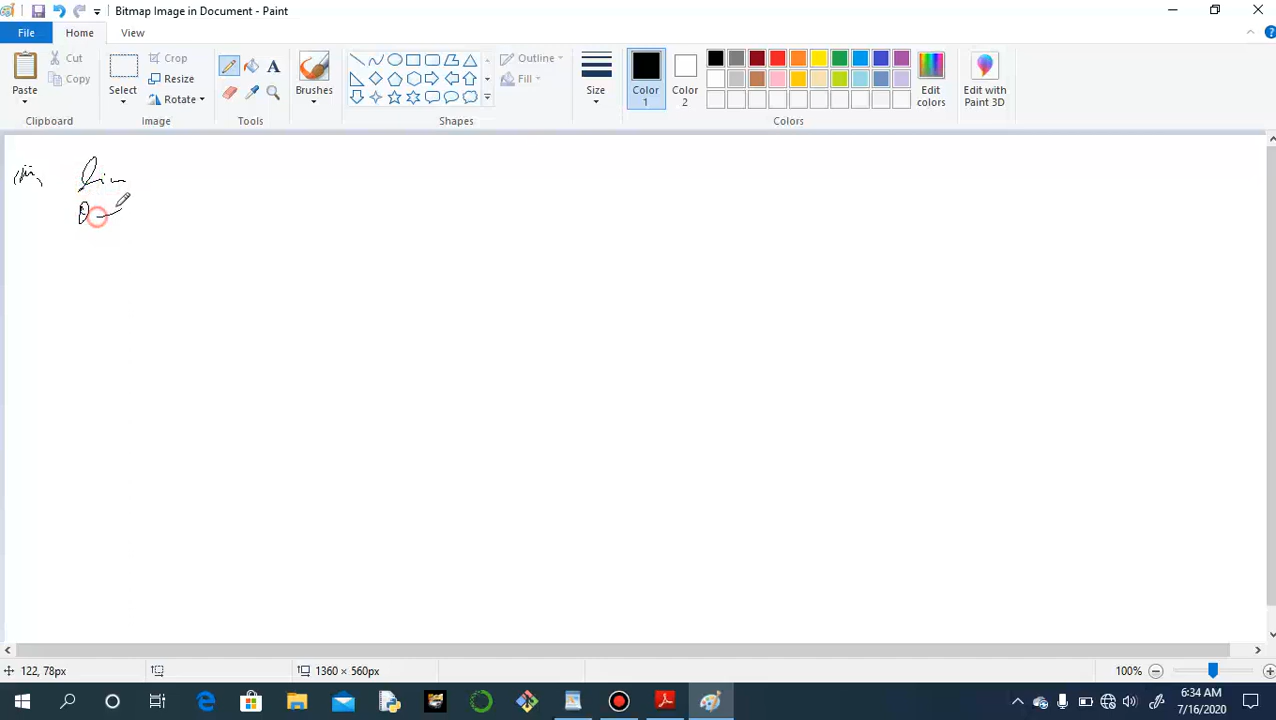 Bitmap Image in Document - Paint
File Home View
Paste Cut Copy Select Crop Resize Rotate A Brushes Outline Fill Size Color 1 Color 2 Edit colors Edit with Paint 3D
Clipboard Image Tools Shapes Colors
(iii) lim
θ
122, 78px 1360 × 560px 100%
6:34 AM
7/16/2020